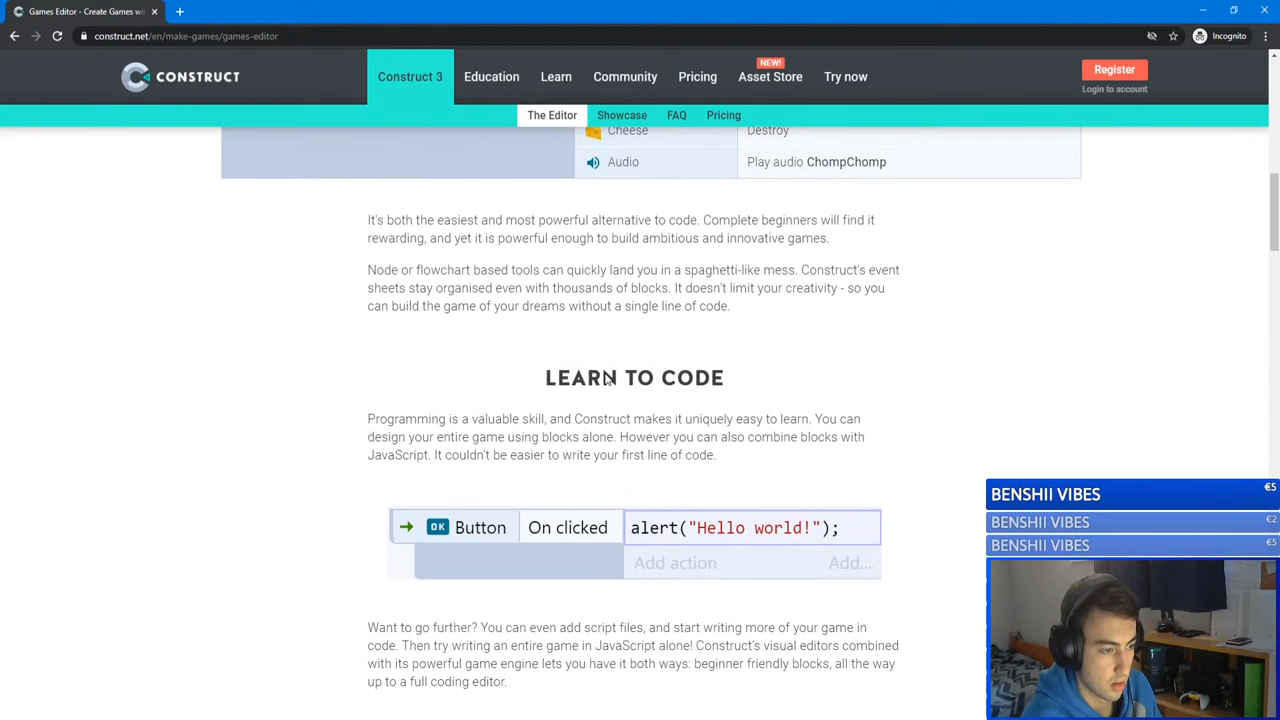 Games Editor - Create Games wi
construct.net/en/make-games/games-editor
Incognito
CONSTRUCT
Construct 3
Education
Learn
Community
Pricing
NEW!
Asset Store
Try now
Register
Login to account
The Editor
Showcase
FAQ
Pricing
Cheese
Destroy
Audio
Play audio ChompChomp
It's both the easiest and most powerful alternative to code. Complete beginners will find it
rewarding, and yet it is powerful enough to build ambitious and innovative games.
Node or flowchart based tools can quickly land you in a spaghetti-like mess. Construct's event
sheets stay organised even with thousands of blocks. It doesn't limit your creativity - so you
can build the game of your dreams without a single line of code.
LEARN TO CODE
Programming is a valuable skill, and Construct makes it uniquely easy to learn. You can
design your entire game using blocks alone. However you can also combine blocks with
JavaScript. It couldn't be easier to write your first line of code.
OK
Button
On clicked
alert("Hello world!");
Add action
Add...
Want to go further? You can even add script files, and start writing more of your game in
code. Then try writing an entire game in JavaScript alone! Construct's visual editors combined
with its powerful game engine lets you have it both ways: beginner friendly blocks, all the way
up to a full coding editor.
BENSHII VIBES €5
BENSHII VIBES €2
BENSHII VIBES €5